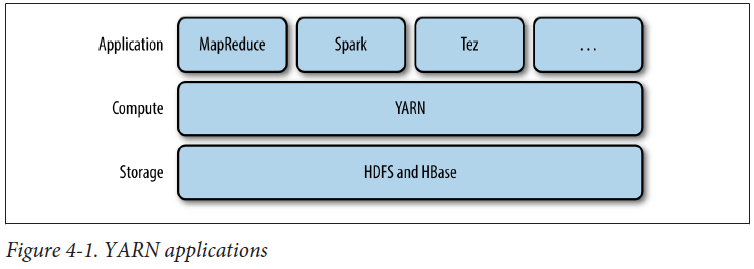 Application MapReduce Spark Tez ...
Compute YARN
Storage HDFS and HBase
Figure 4-1. YARN applications